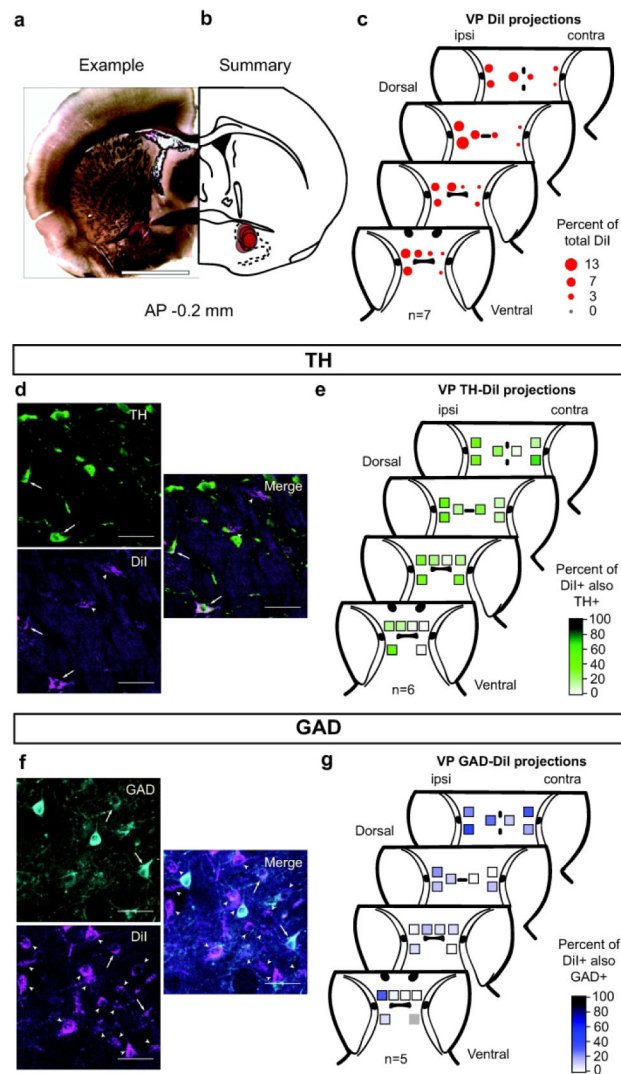 a
b
c
VP DiI projections
ipsi
contra
Example
Summary
Dorsal
Percent of
total DiI
13
7
3
0
AP -0.2 mm
n=7
Ventral
TH
d
e
TH
VP TH-DiI projections
ipsi
contra
Dorsal
Merge
DiI
Percent of
DiI+ also
TH+
100
80
60
40
20
0
n=6
Ventral
GAD
f
g
GAD
VP GAD-DiI projections
ipsi
contra
Dorsal
Merge
DiI
Percent of
DiI+ also
GAD+
100
80
60
40
20
0
n=5
Ventral